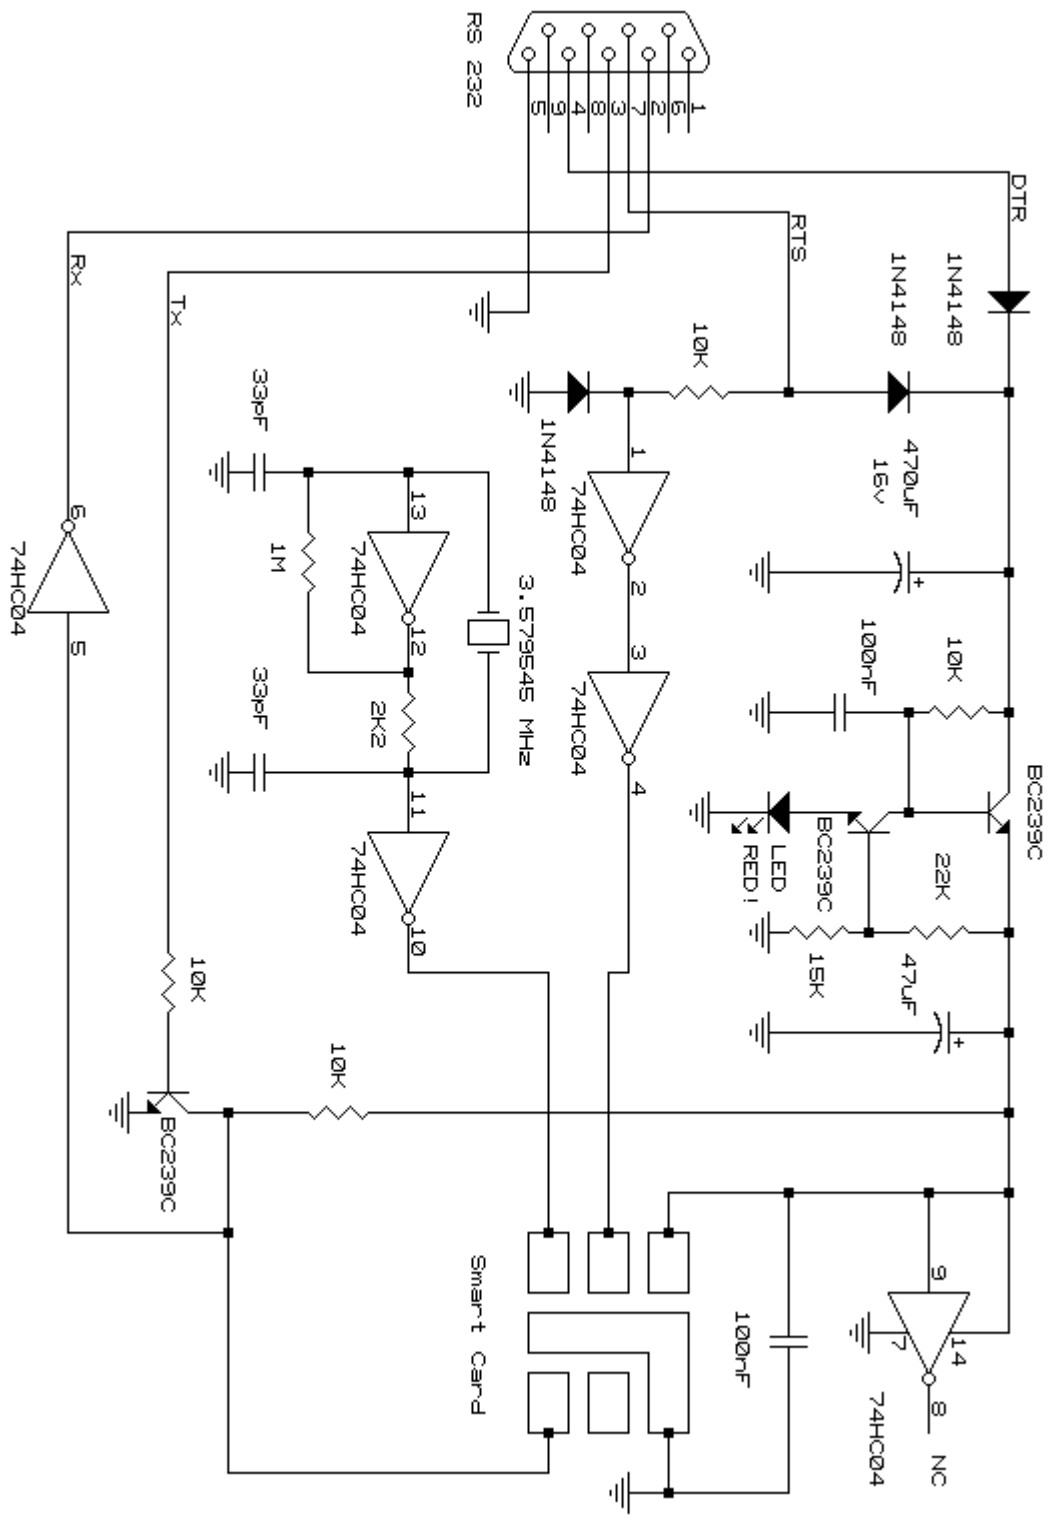 RS 232
5
9
4
8
3
7
2
6
1
DTR
RTS
Rx
Tx
1N4148
1N4148
10K
1N4148
470uF
16v
33pF
1
74HC04
2
3
74HC04
4
13
74HC04
12
1M
3.579545 MHz
2K2
33pF
11
74HC04
10
6
74HC04
5
100nF
10K
BC239C
BC239C
LED
RED!
22K
15K
47uF
10K
10K
BC239C
Smart Card
100nF
9
14
7
8
NC
74HC04